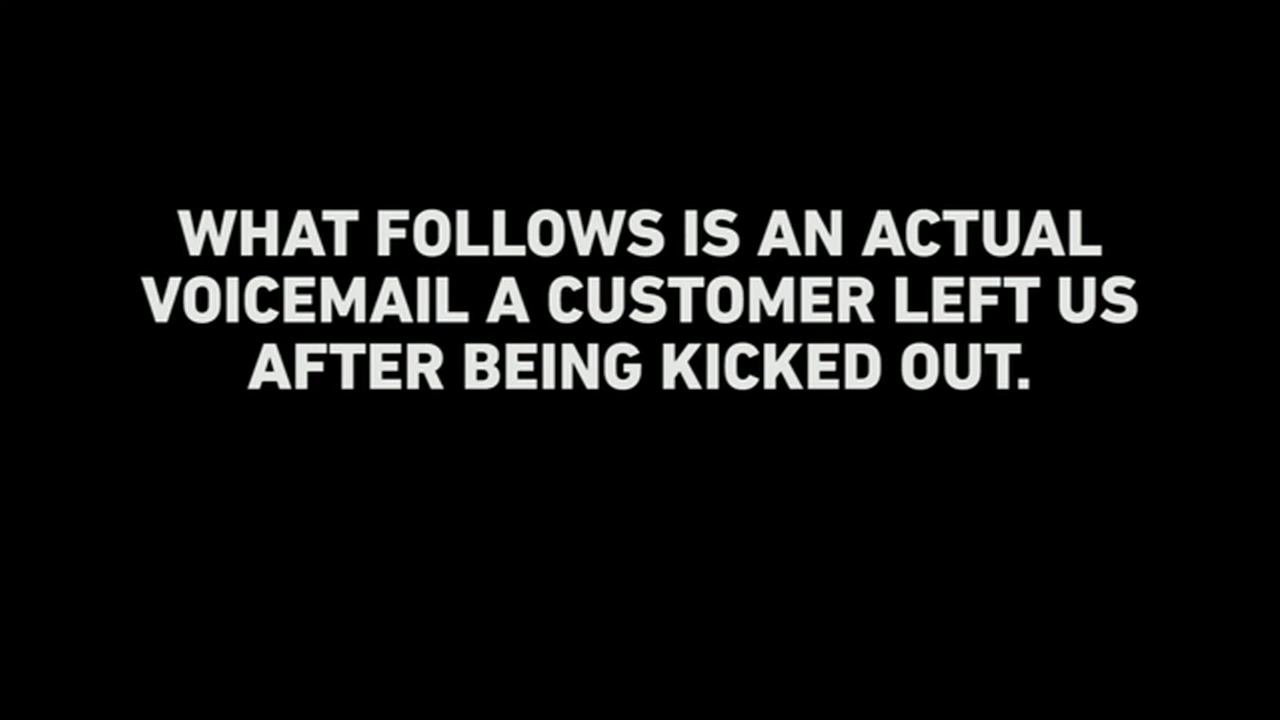 WHAT FOLLOWS IS AN ACTUAL
VOICEMAIL A CUSTOMER LEFT US
AFTER BEING KICKED OUT.